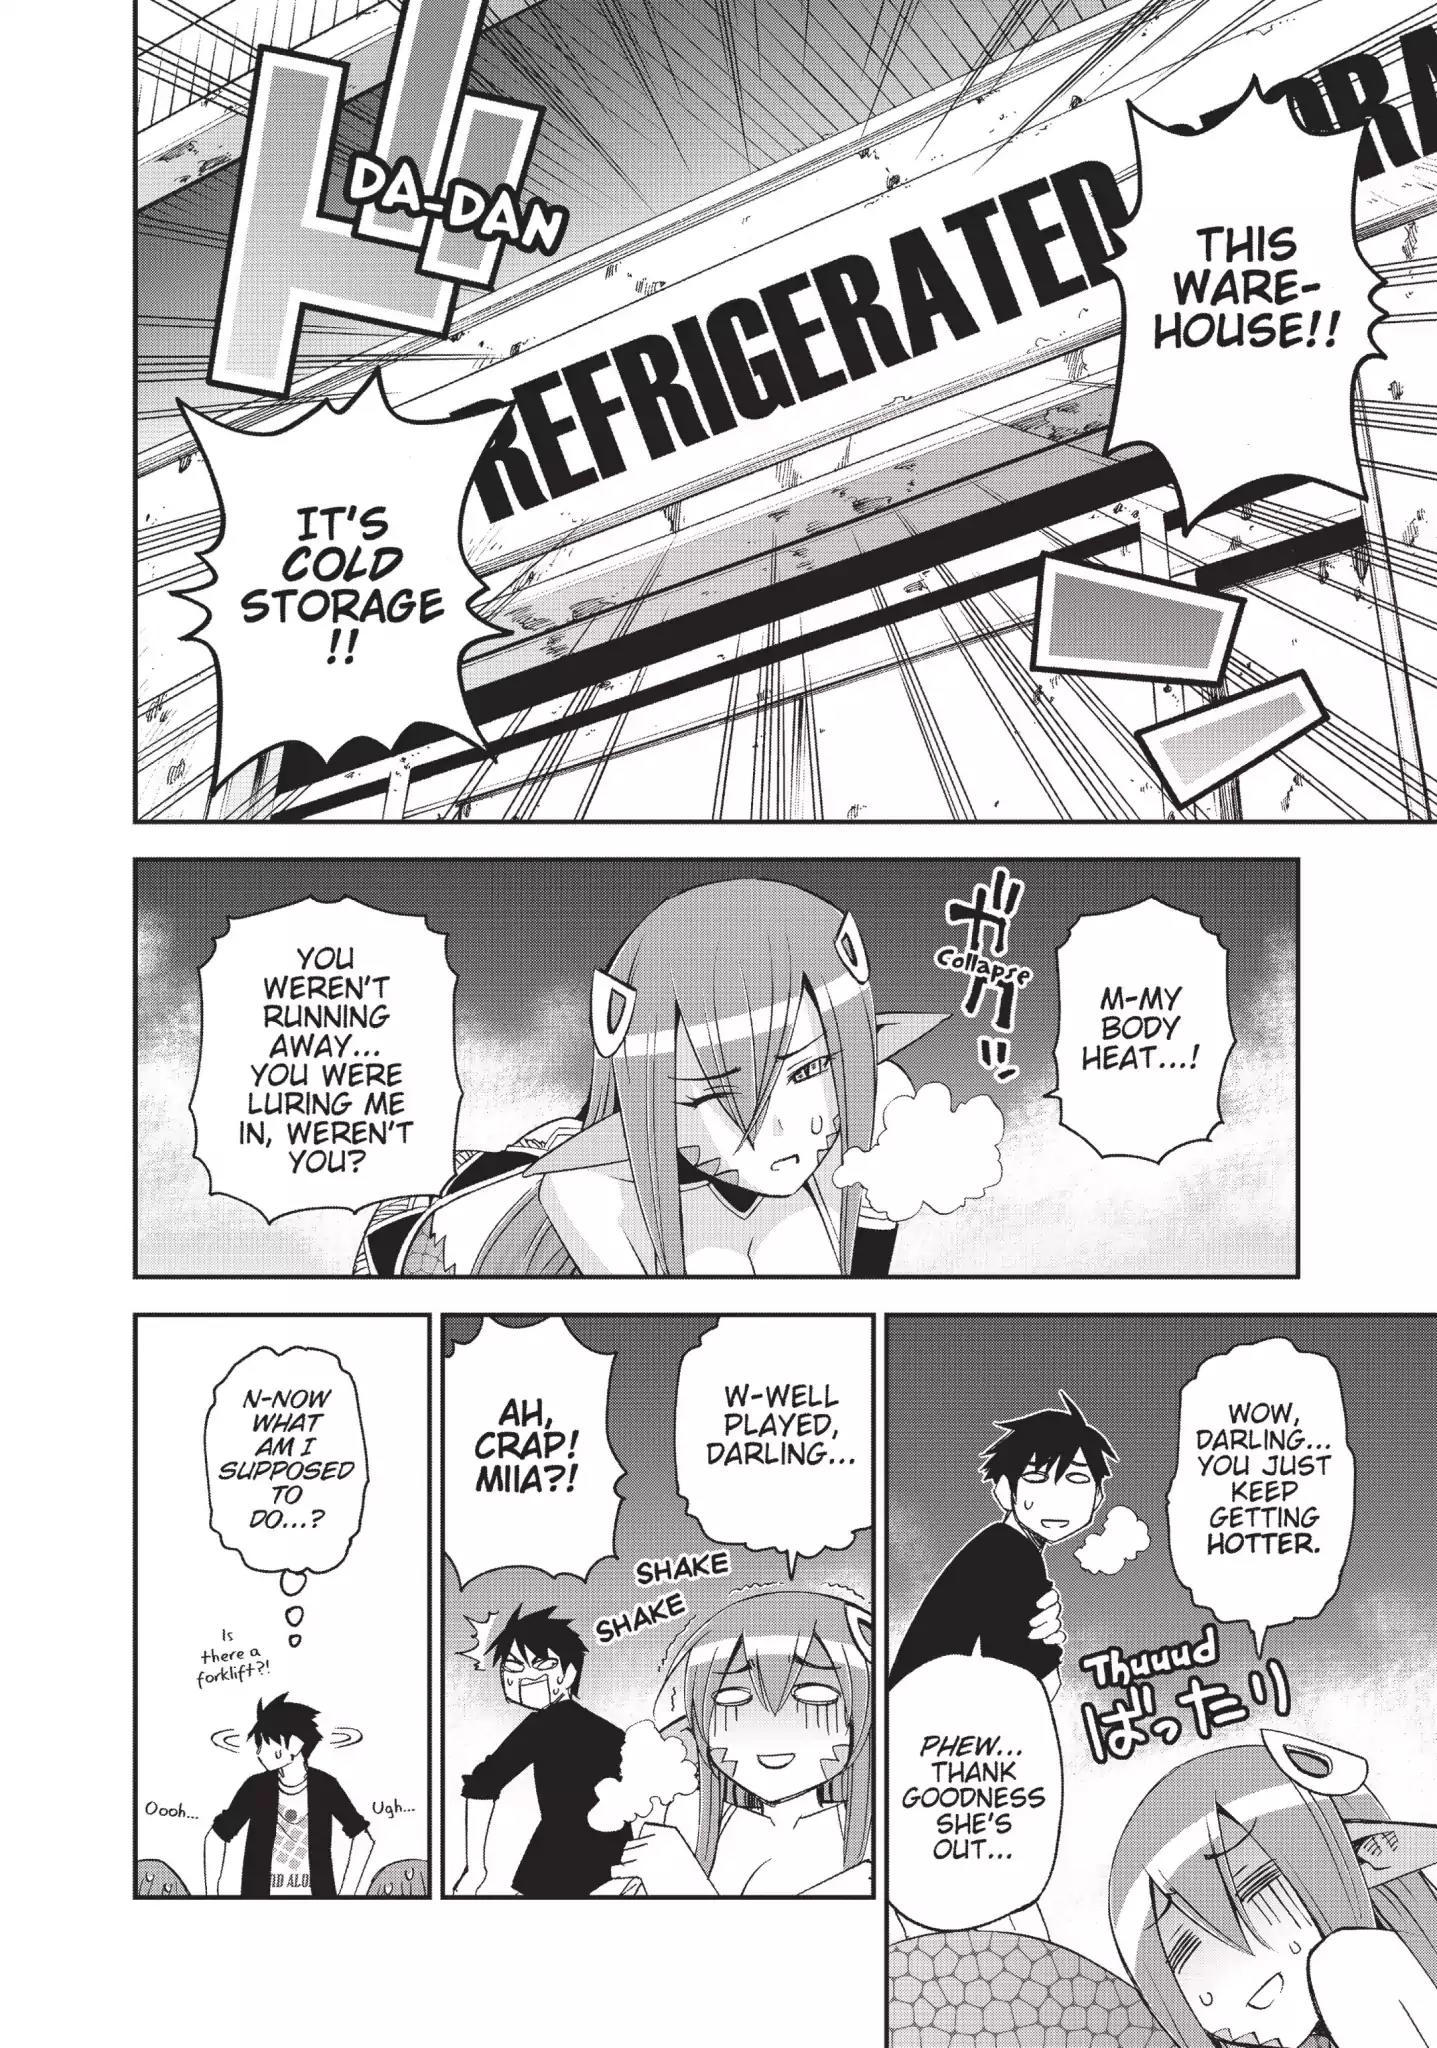 THIS
WARE-
HOUSE!!
REFRIGERATED
DA-DAN
IT'S
COLD
STORAGE
!!
M-MY
BODY
HEAT...!
ガクッ
Collapse
YOU
WEREN'T
RUNNING
AWAY...
YOU WERE
LURING ME
IN, WEREN'T
YOU?
WOW,
DARLING...
YOU JUST
KEEP
GETTING
HOTTER.
Thuuud
ばったり
PHEW...
THANK
GOODNESS
SHE'S
OUT...
W-WELL
PLAYED,
DARLING...
AH,
CRAP!
MIIA?!
SHAKE
SHAKE
N-NOW
WHAT
AM I
SUPPOSED
TO
DO...?
Is
there a
forklift?!
Oooh...
Ugh...